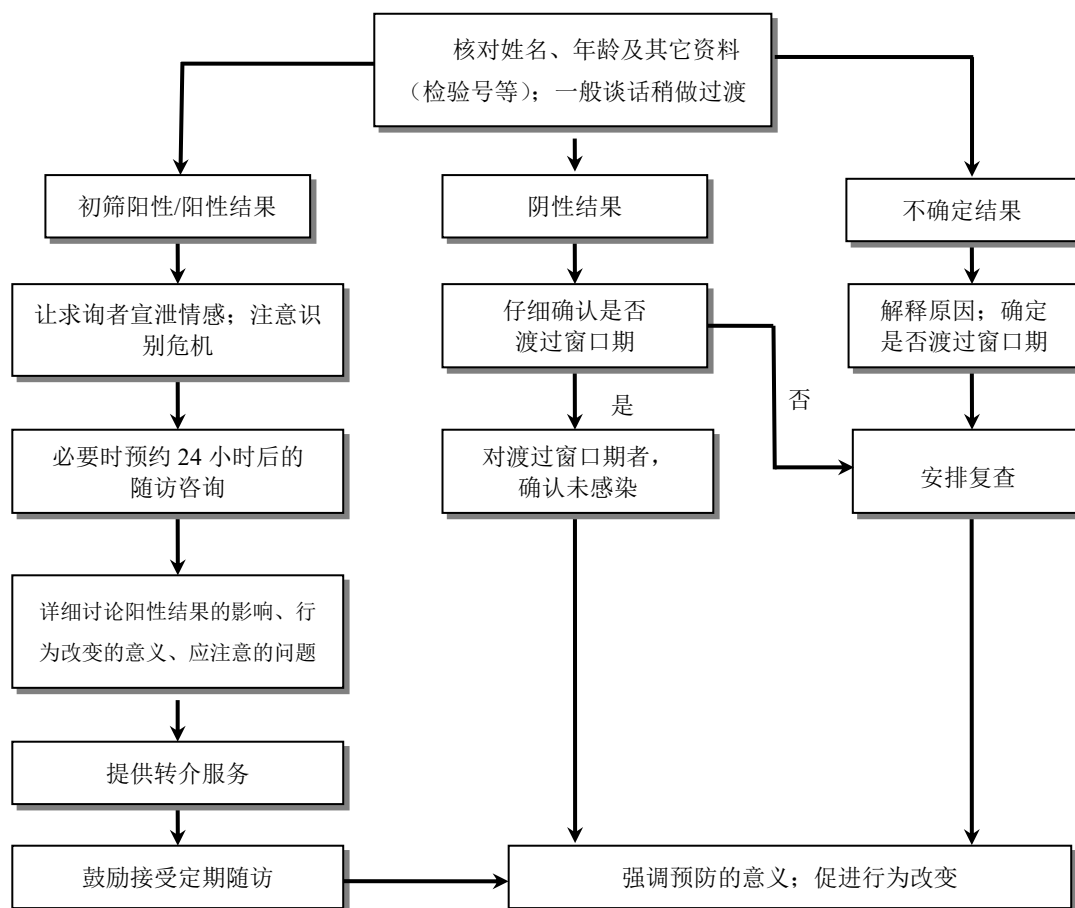 核对姓名、年龄及其它资料
（检验号等）；一般谈话稍做过渡
初筛阳性/阳性结果
阴性结果
不确定结果
让求询者宣泄情感；注意识
别危机
仔细确认是否
渡过窗口期
解释原因；确定
是否渡过窗口期
是
否
必要时预约 24 小时后的
随访咨询
对渡过窗口期者，
确认未感染
安排复查
详细讨论阳性结果的影响、行
为改变的意义、应注意的问题
提供转介服务
鼓励接受定期随访
强调预防的意义；促进行为改变